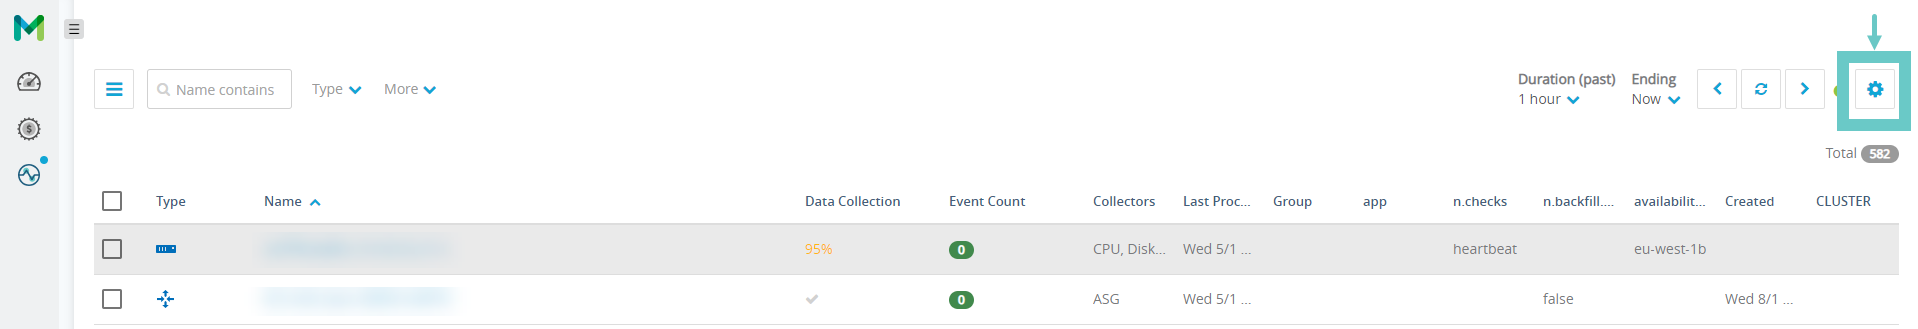 Name contains
Type
More
Duration (past)
1 hour
Ending
Now
Total 582
Type Name Data Collection Event Count Collectors Last Proc... Group app n.checks n.backfill.... availabilit... Created CLUSTER
95% 0 CPU, Disk... Wed 5/1 ... heartbeat eu-west-1b
0 ASG Wed 5/1 ... false Wed 8/1 ...